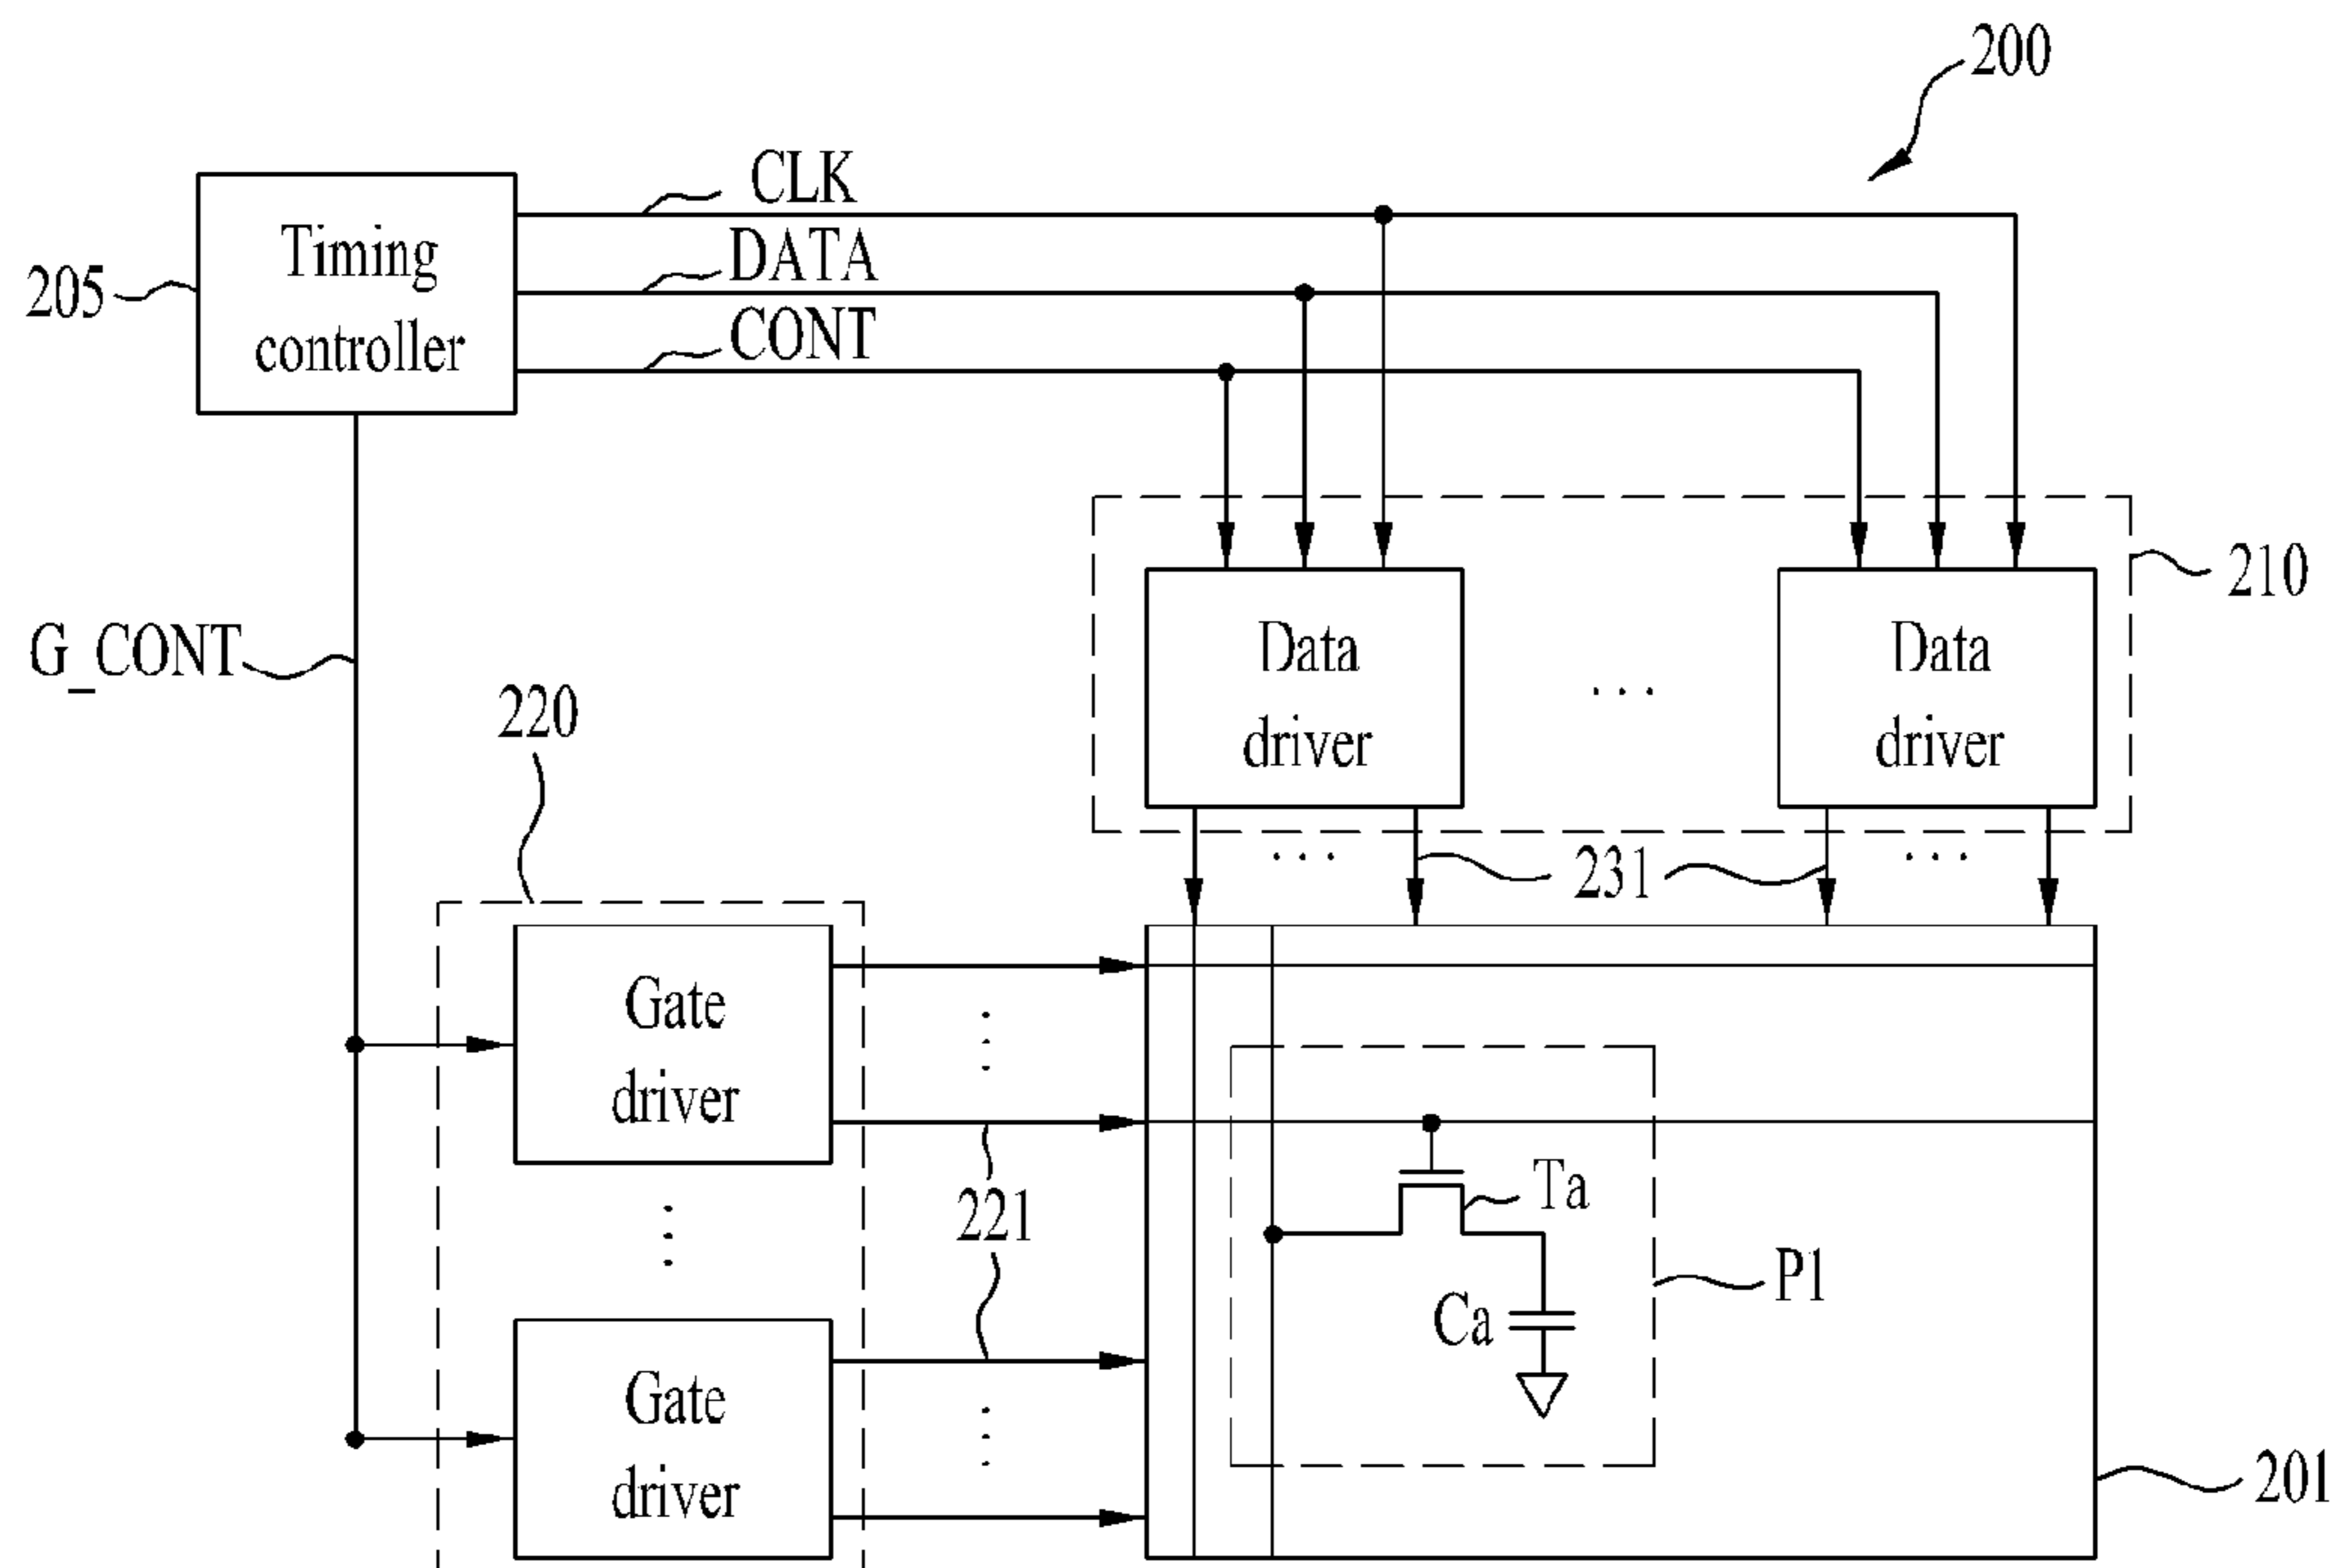 200
CLK
Timing
controller
DATA
205
CONT
210
Data
driver
...
Data
driver
G_CONT
220
...
231
...
Gate
driver
221
Ta
P1
Ca
Gate
driver
201